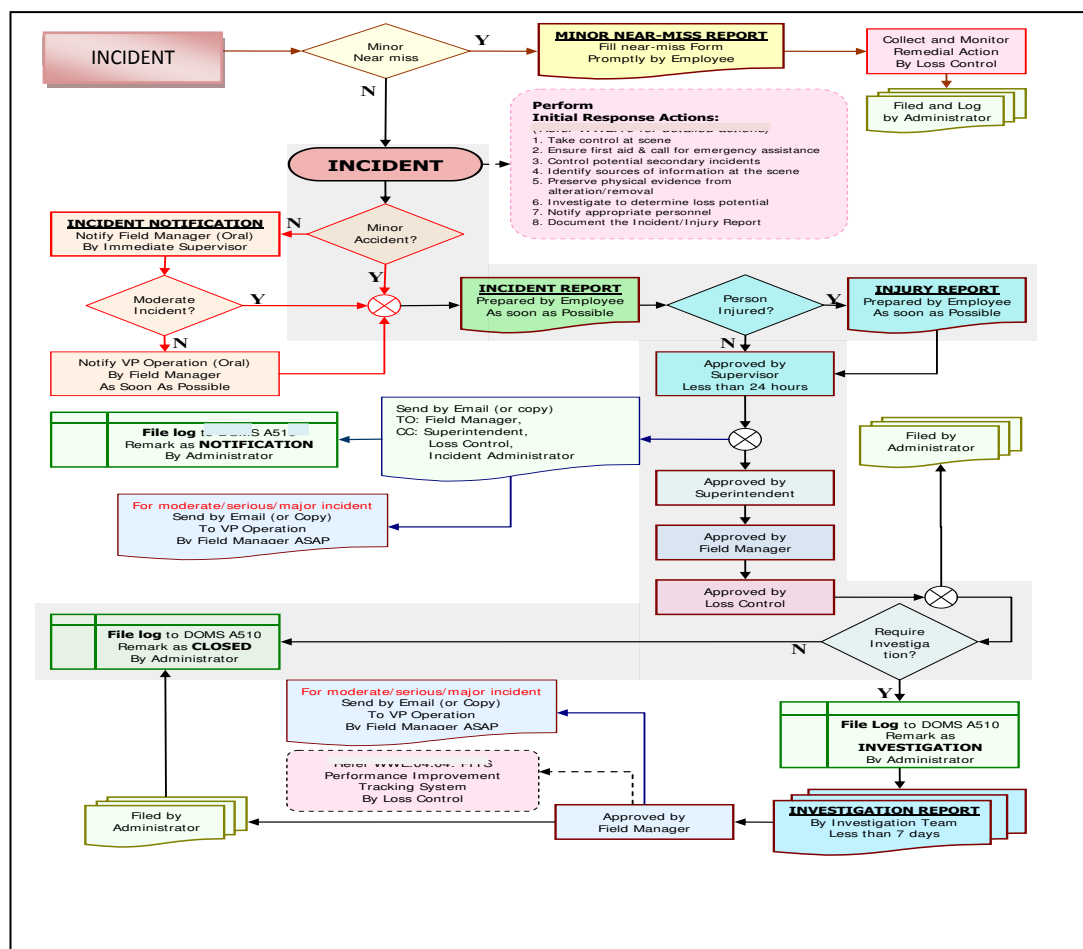 INCIDENT
Minor
Near miss
Y
N
MINOR NEAR-MISS REPORT
Fill near-miss Form
Promptly by Employee
Collect and Monitor
Remedial Action
By Loss Control
Filed and Log
by Administrator
Perform
Initial Response Actions:
for detailed actions)
1. Take control at scene
2. Ensure first aid & call for emergency assistance
3. Control potential secondary incidents
4. Identify sources of information at the scene
5. Preserve physical evidence from
alteration/removal
6. Investigate to determine loss potential
7. Notify appropriate personnel
8. Document the Incident/Injury Report
INCIDENT
Minor
Accident?
N
Y
INCIDENT NOTIFICATION
Notify Field Manager (Oral)
By Immediate Supervisor
Moderate
Incident?
Y
N
Notify VP Operation (Oral)
By Field Manager
As Soon As Possible
INCIDENT REPORT
Prepared by Employee
As soon as Possible
Person
Injured?
Y
N
INJURY REPORT
Prepared by Employee
As soon as Possible
Approved by
Supervisor
Less than 24 hours
Send by Email (or copy)
TO: Field Manager,
CC: Superintendent,
Loss Control,
Incident Administrator
File log to DOMS A510
Remark as NOTIFICATION
By Administrator
For moderate/serious/major incident
Send by Email (or Copy)
To VP Operation
By Field Manager ASAP
Approved by
Superintendent
Approved by
Field Manager
Approved by
Loss Control
Filed by
Administrator
Require
Investiga
tion?
N
Y
File log to DOMS A510
Remark as CLOSED
By Administrator
File Log to DOMS A510
Remark as
INVESTIGATION
By Administrator
INVESTIGATION REPORT
By Investigation Team
Less than 7 days
Approved by
Field Manager
For moderate/serious/major incident
Send by Email (or Copy)
To VP Operation
By Field Manager ASAP
Performance Improvement
Tracking System
By Loss Control
Filed by
Administrator